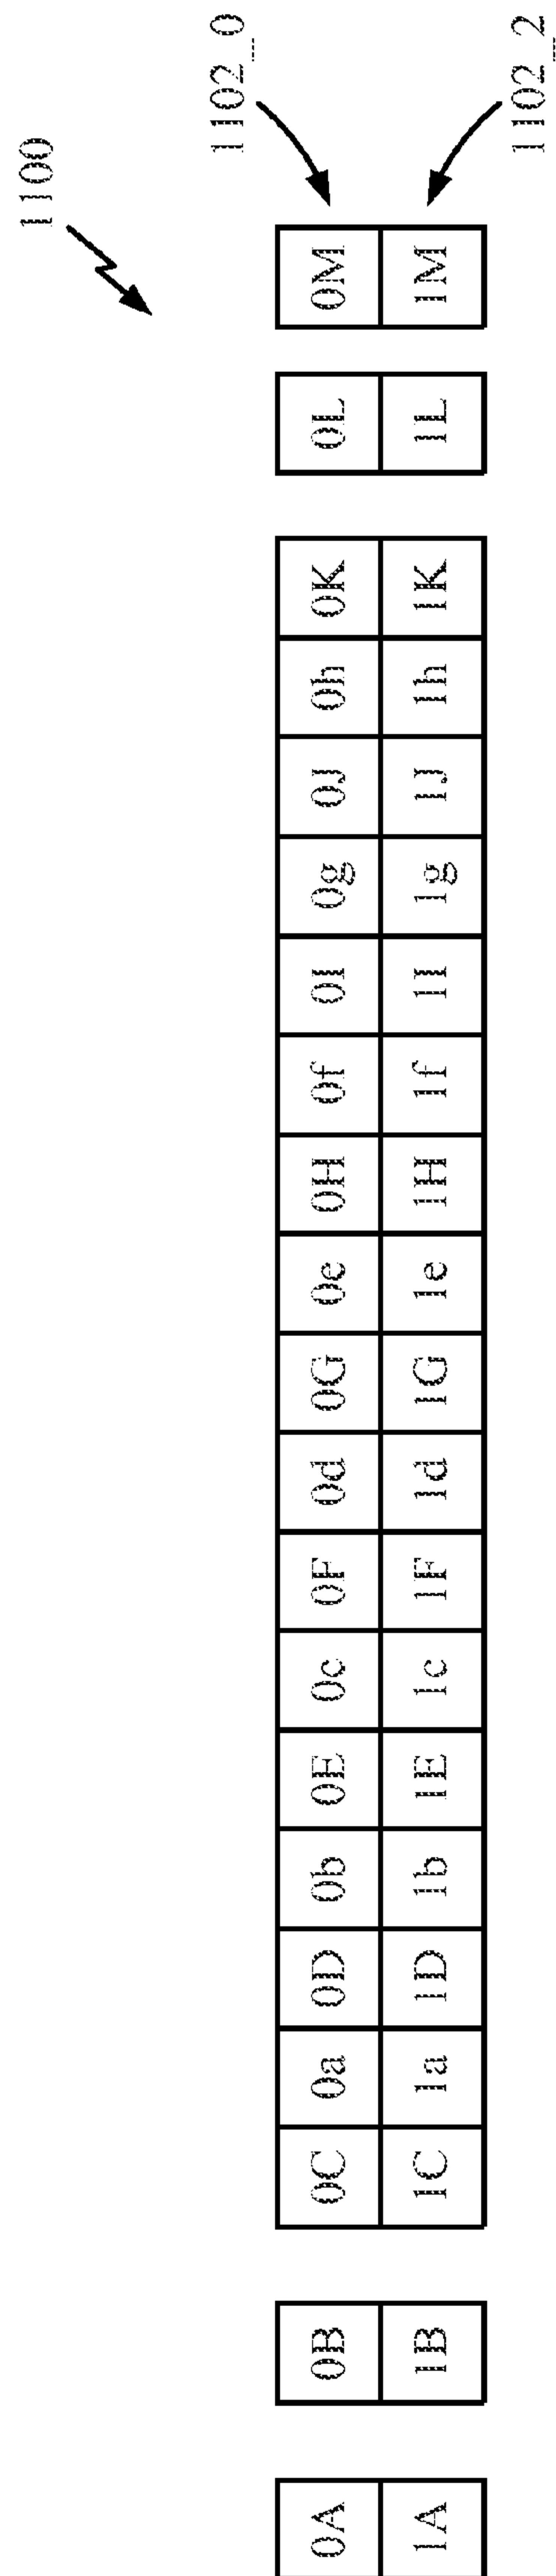 1100
1102_0
0A 0B 0C 0a 0D 0b 0E 0c 0F 0d 0G 0e 0H 0f 0I 0g 0J 0h 0K 0L 0M
1A 1B 1C 1a 1D 1b 1E 1c 1F 1d 1G 1e 1H 1f 1I 1g 1J 1h 1K 1L 1M
1102_2